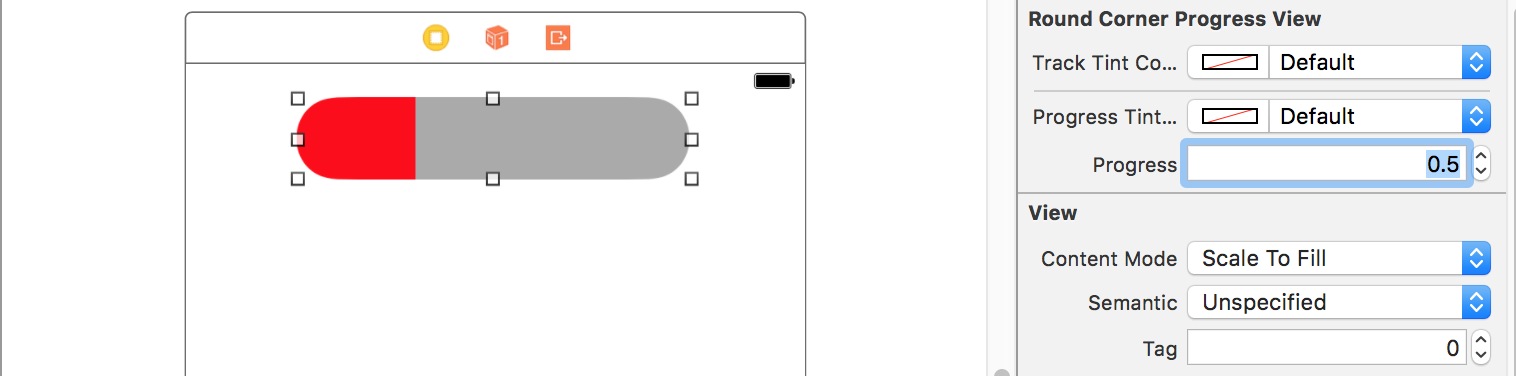 Round Corner Progress View
Track Tint Co... Default
Progress Tint... Default
Progress 0.5
View
Content Mode Scale To Fill
Semantic Unspecified
Tag 0
1